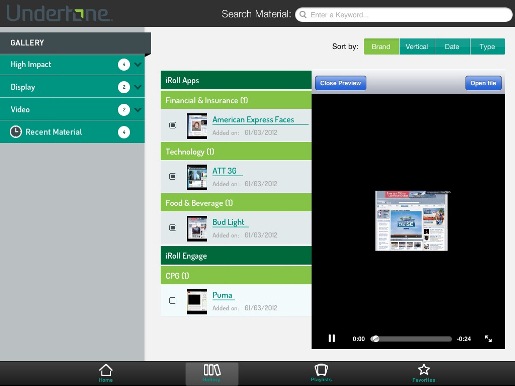 Undertone
Search Material:
Enter a Keyword...
GALLERY
Sort by:
Brand
Vertical
Date
Type
High Impact
4
Display
2
Video
2
Recent Material
4
iRoll Apps
Financial & Insurance (1)
American Express Faces
Added on: 01/03/2012
Technology (1)
ATT 3G
Added on: 01/03/2012
Food & Beverage (1)
Bud Light
Added on: 01/03/2012
iRoll Engage
CPG (1)
Puma
Added on: 01/03/2012
Close Preview
Open file
0:00
-0:24
Home
Gallery
Playlists
Favorites